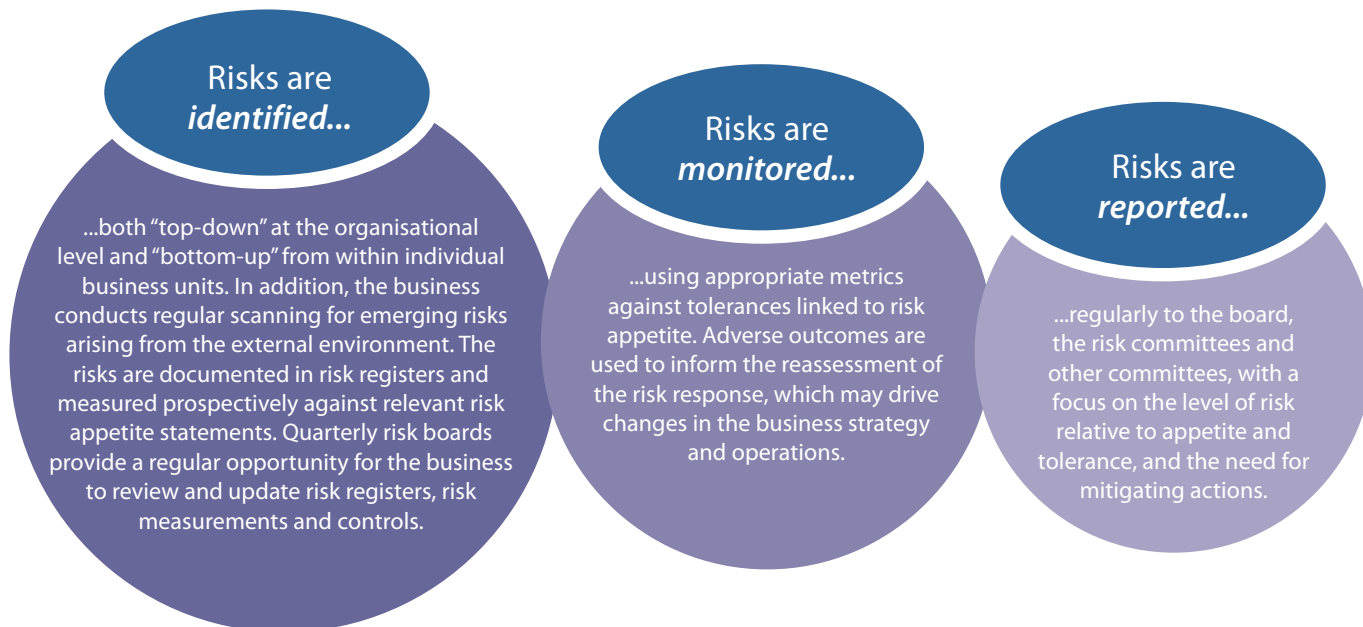 Risks are
identified...
...both “top-down” at the organisational
level and “bottom-up” from within individual
business units. In addition, the business
conducts regular scanning for emerging risks
arising from the external environment. The
risks are documented in risk registers and
measured prospectively against relevant risk
appetite statements. Quarterly risk boards
provide a regular opportunity for the business
to review and update risk registers, risk
measurements and controls.
Risks are
monitored...
...using appropriate metrics
against tolerances linked to risk
appetite. Adverse outcomes are
used to inform the reassessment of
the risk response, which may drive
changes in the business strategy
and operations.
Risks are
reported...
...regularly to the board,
the risk committees and
other committees, with a
focus on the level of risk
relative to appetite and
tolerance, and the need for
mitigating actions.